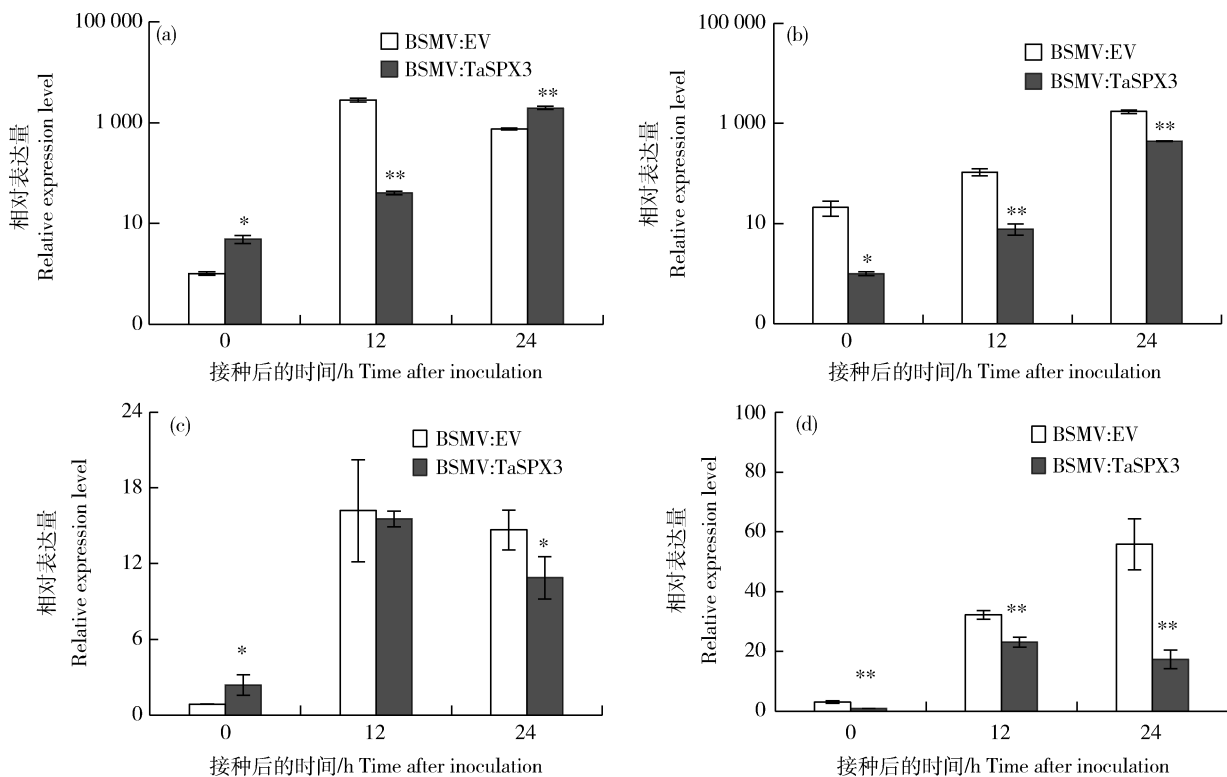 100 000
(a)
BSMV:EV
BSMV:TaSPX3
1 000
10
0
相对表达量
Relative expression level
*
**
**
0
12
24
接种后的时间/h Time after inoculation
100 000
(b)
BSMV:EV
BSMV:TaSPX3
1 000
10
0
相对表达量
Relative expression level
*
**
**
0
12
24
接种后的时间/h Time after inoculation
24
(c)
BSMV:EV
BSMV:TaSPX3
18
12
6
0
相对表达量
Relative expression level
*
*
0
12
24
接种后的时间/h Time after inoculation
100
(d)
BSMV:EV
BSMV:TaSPX3
80
60
40
20
0
相对表达量
Relative expression level
**
**
**
0
12
24
接种后的时间/h Time after inoculation